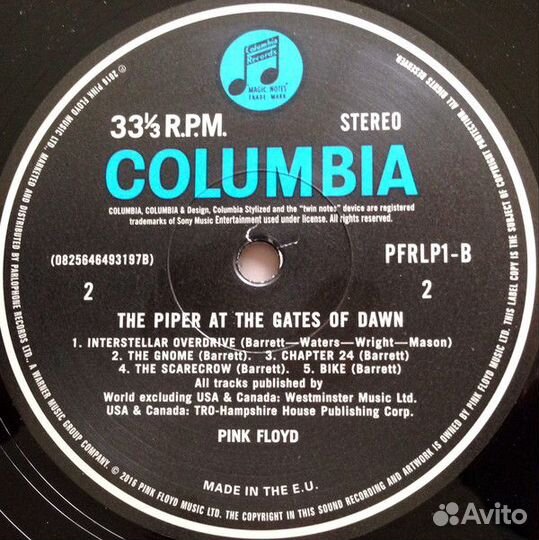 Columbia
Records
MAGIC NOTES
TRADE MARK
33⅓ R.P.M.
STEREO
COLUMBIA
COLUMBIA, COLUMBIA & Design, Columbia Stylized and the "twin notes" device are registered
trademarks of Sony Music Entertainment used under license. All rights reserved.
(0825646493197B)
PFRLP1-B
2
2
THE PIPER AT THE GATES OF DAWN
1. INTERSTELLAR OVERDRIVE (Barrett—Waters—Wright—Mason)
2. THE GNOME (Barrett). 3. CHAPTER 24 (Barrett)
4. THE SCARECROW (Barrett). 5. BIKE (Barrett)
All tracks published by
World excluding USA & Canada: Westminster Music Ltd.
USA & Canada: TRO-Hampshire House Publishing Corp.
PINK FLOYD
MADE IN THE E.U.
℗ 2016 PINK FLOYD MUSIC LTD., MARKETED AND DISTRIBUTED BY PARLOPHONE RECORDS LTD., A WARNER MUSIC GROUP COMPANY. © 2016 PINK FLOYD MUSIC LTD. THE COPYRIGHT IN THIS SOUND RECORDING AND ARTWORK IS OWNED BY PINK FLOYD MUSIC LTD. THIS LABEL COPY IS THE SUBJECT OF COPYRIGHT PROTECTION. ALL RIGHTS RESERVED.
Avito